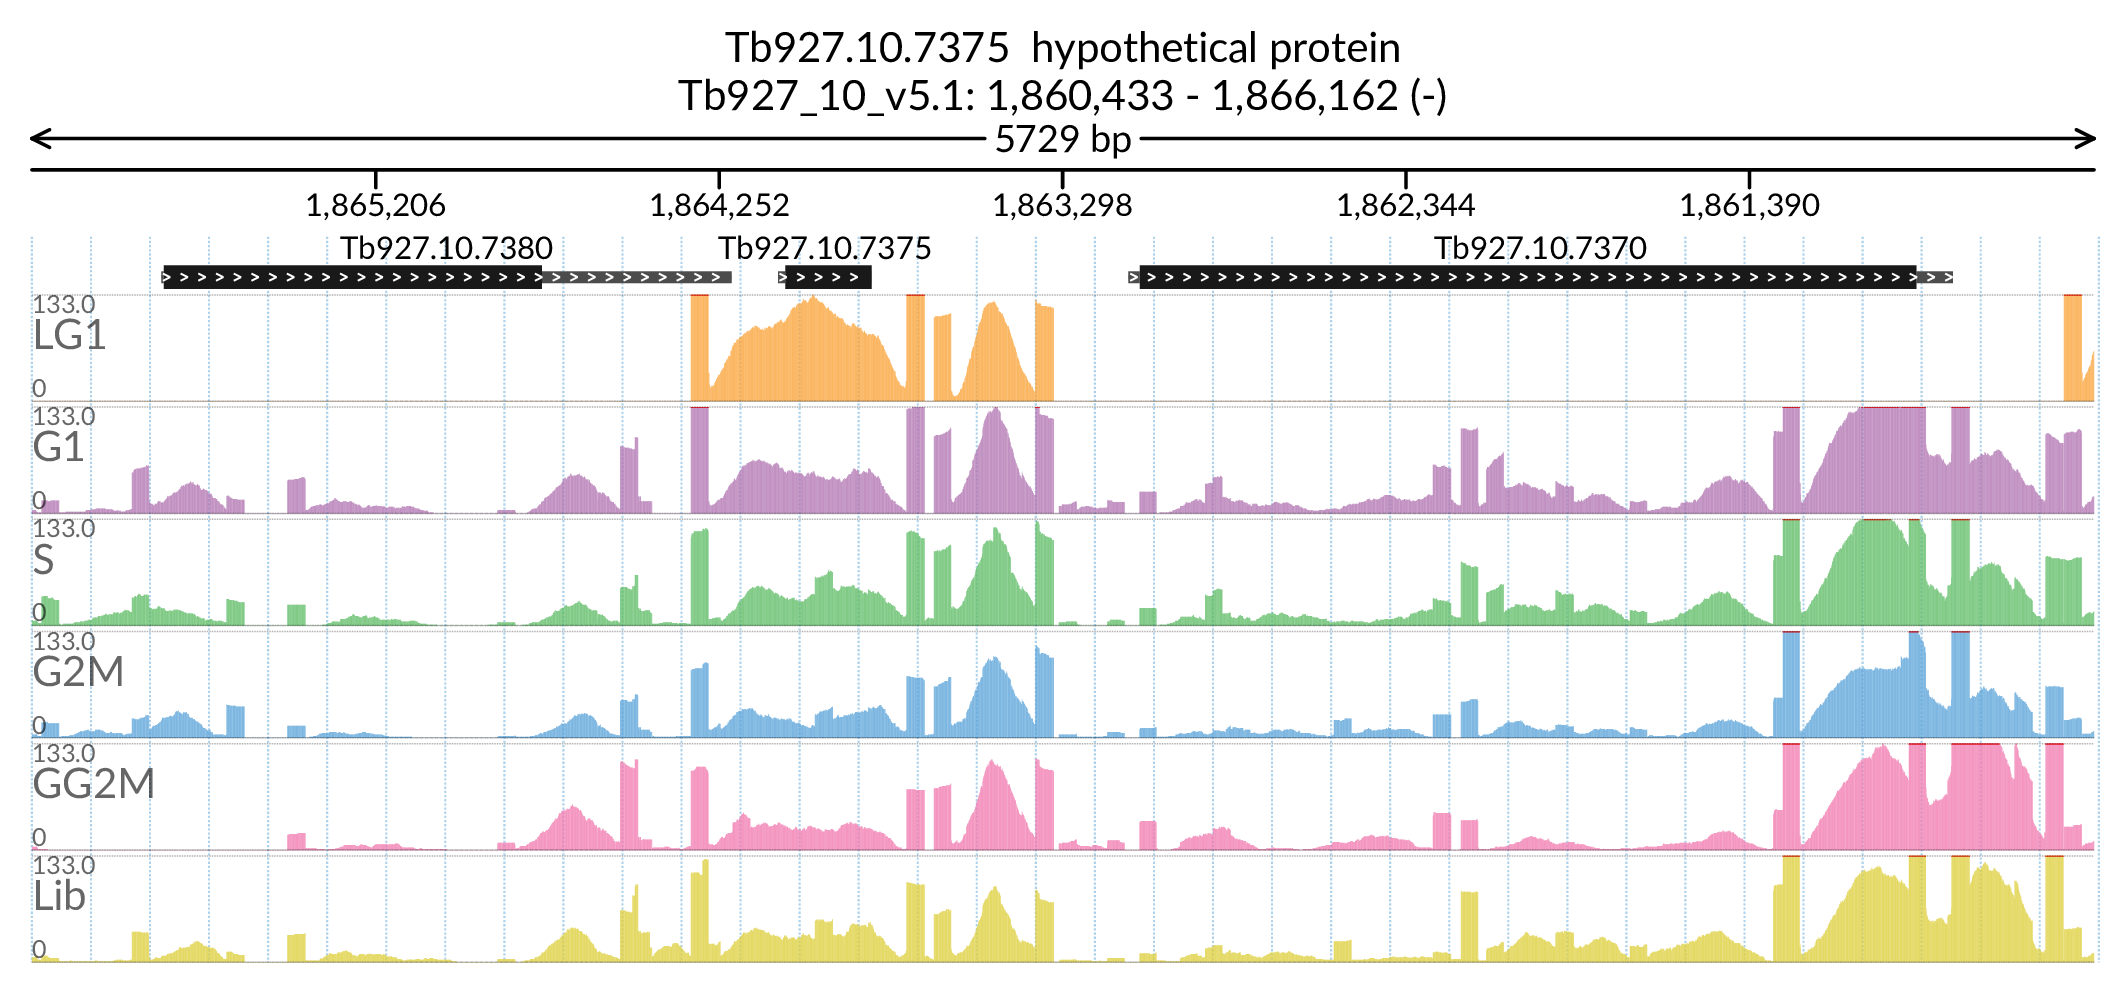 Tb927.10.7375 hypothetical protein
Tb927_10_v5.1: 1,860,433 - 1,866,162 (-)
5729 bp
1,865,206 1,864,252 1,863,298 1,862,344 1,861,390
Tb927.10.7380 Tb927.10.7375 Tb927.10.7370
133.0
LG1
0
133.0
G1
0
133.0
S
0
133.0
G2M
0
133.0
GG2M
0
133.0
Lib
0